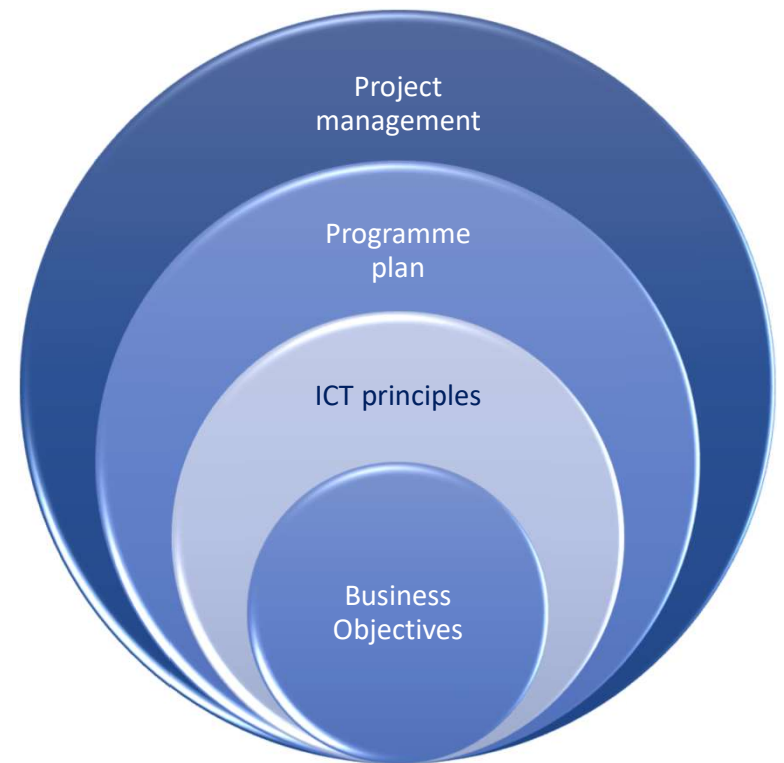 Project
management
Programme
plan
ICT principles
Business
Objectives